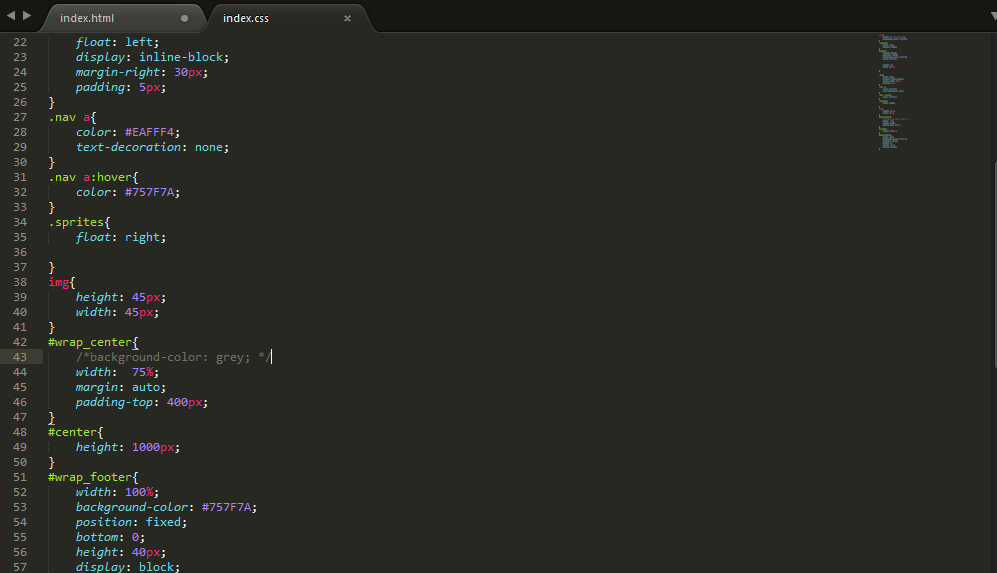 index.html
index.css
22 float: left;
23 display: inline-block;
24 margin-right: 30px;
25 padding: 5px;
26 }
27 .nav a{
28 color: #EAFFF4;
29 text-decoration: none;
30 }
31 .nav a:hover{
32 color: #757F7A;
33 }
34 .sprites{
35 float: right;
36
37 }
38 img{
39 height: 45px;
40 width: 45px;
41 }
42 #wrap_center{
43 /*background-color: grey; */
44 width:  75%;
45 margin: auto;
46 padding-top: 400px;
47 }
48 #center{
49 height: 1000px;
50 }
51 #wrap_footer{
52 width: 100%;
53 background-color: #757F7A;
54 position: fixed;
55 bottom: 0;
56 height: 40px;
57 display: block;